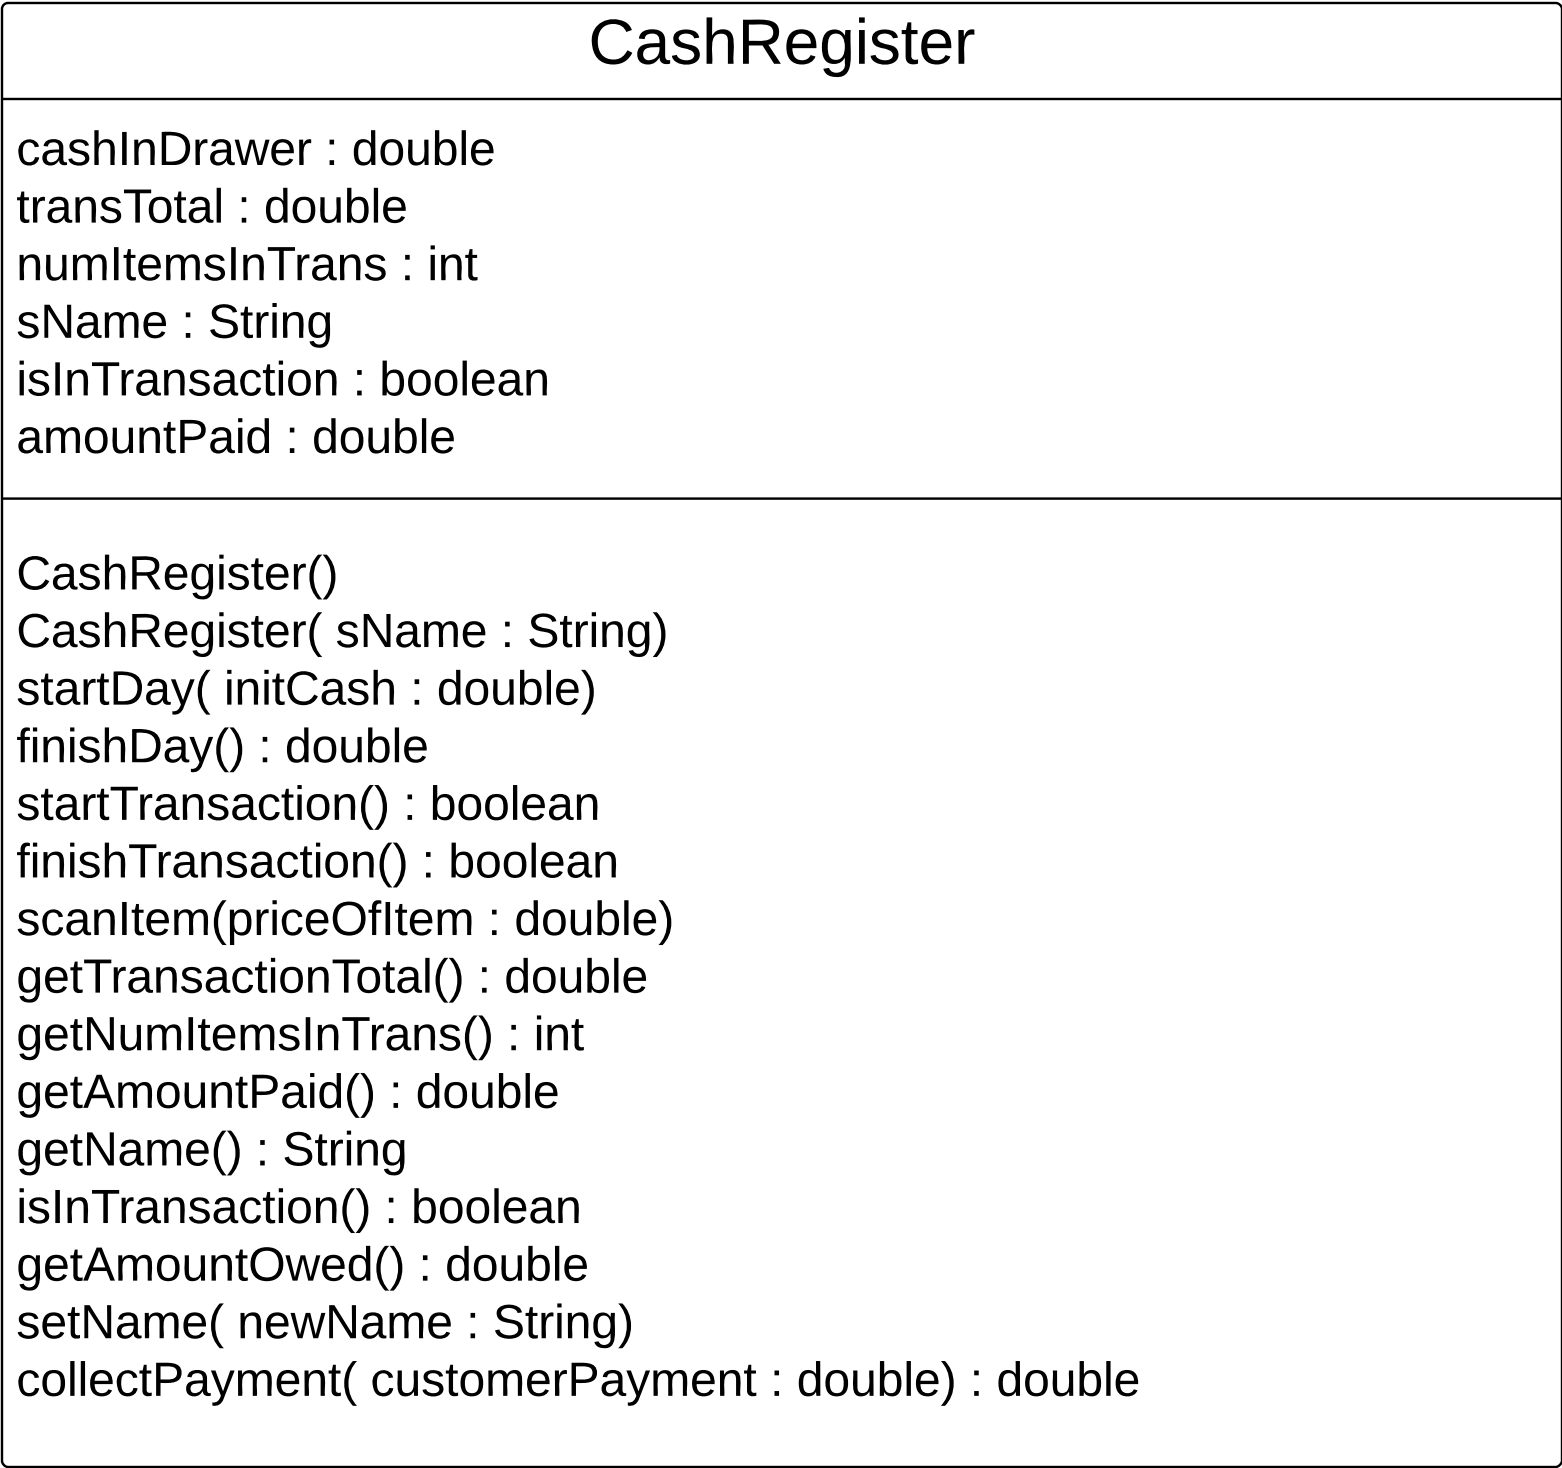 CashRegister
cashInDrawer : double
transTotal : double
numItemsInTrans : int
sName : String
isInTransaction : boolean
amountPaid : double
CashRegister()
CashRegister( sName : String)
startDay( initCash : double)
finishDay() : double
startTransaction() : boolean
finishTransaction() : boolean
scanItem(priceOfItem : double)
getTransactionTotal() : double
getNumItemsInTrans() : int
getAmountPaid() : double
getName() : String
isInTransaction() : boolean
getAmountOwed() : double
setName( newName : String)
collectPayment( customerPayment : double) : double